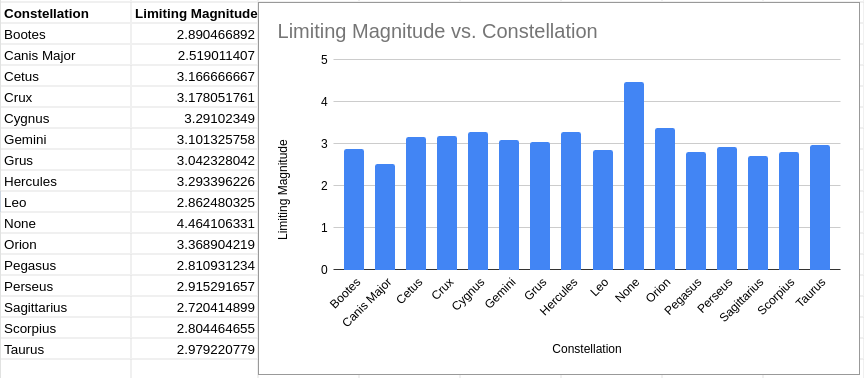 Constellation Limiting Magnitude
Bootes 2.890466892
Canis Major 2.519011407
Cetus 3.166666667
Crux 3.178051761
Cygnus 3.29102349
Gemini 3.101325758
Grus 3.042328042
Hercules 3.293396226
Leo 2.862480325
None 4.464106331
Orion 3.368904219
Pegasus 2.810931234
Perseus 2.915291657
Sagittarius 2.720414899
Scorpius 2.804464655
Taurus 2.979220779
Limiting Magnitude vs. Constellation
Limiting Magnitude
5
4
3
2
1
0
Bootes Canis Major Cetus Crux Cygnus Gemini Grus Hercules Leo None Orion Pegasus Perseus Sagittarius Scorpius Taurus
Constellation